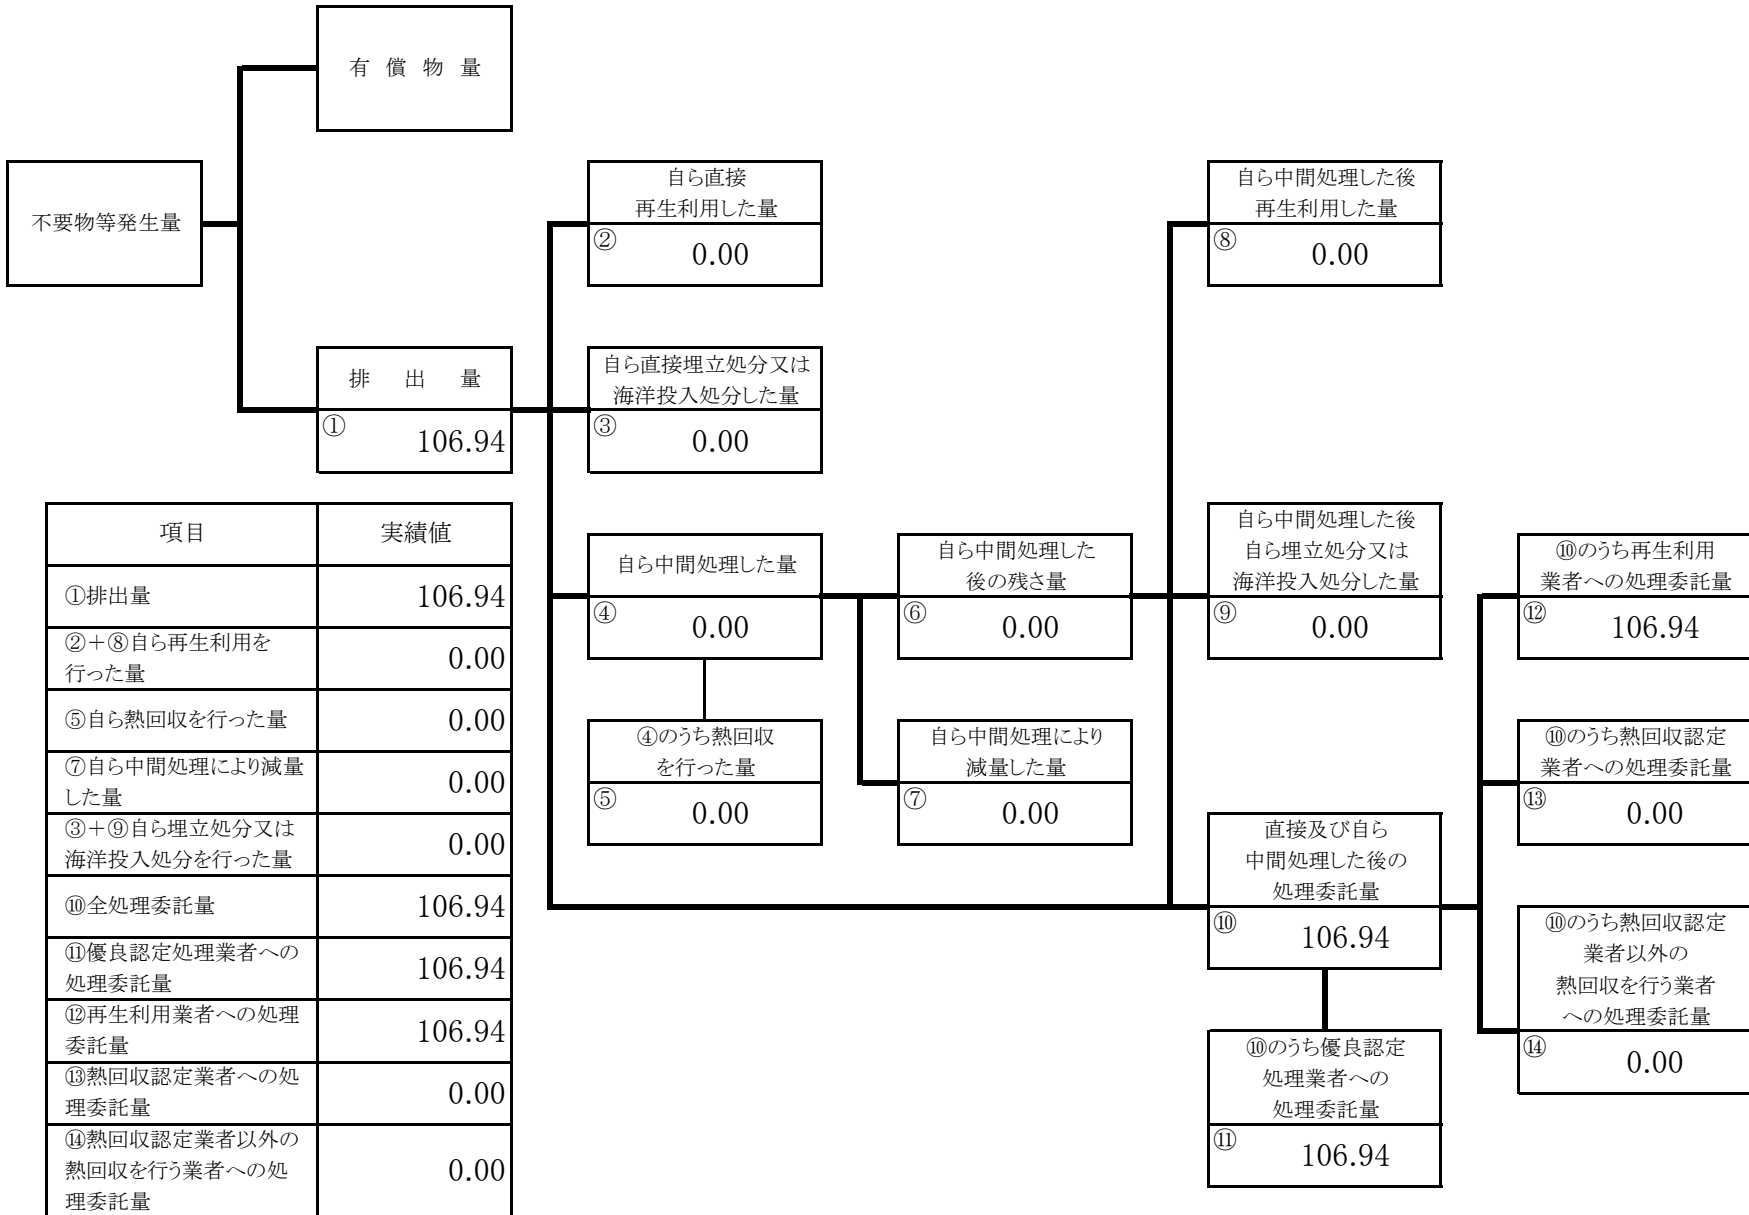 有 償 物 量
不要物等発生量
排 出 量
①
106.94
自ら直接
再生利用した量
②
0.00
自ら直接埋立処分又は
海洋投入処分した量
③
0.00
自ら中間処理した量
④
0.00
④のうち熱回収
を行った量
⑤
0.00
自ら中間処理した
後の残さ量
⑥
0.00
自ら中間処理により
減量した量
⑦
0.00
自ら中間処理した後
再生利用した量
⑧
0.00
自ら中間処理した後
自ら埋立処分又は
海洋投入処分した量
⑨
0.00
直接及び自ら
中間処理した後の
処理委託量
⑩
106.94
⑩のうち優良認定
処理業者への
処理委託量
⑪
106.94
⑩のうち再生利用
業者への処理委託量
⑫
106.94
⑩のうち熱回収認定
業者への処理委託量
⑬
0.00
⑩のうち熱回収認定
業者以外の
熱回収を行う業者
への処理委託量
⑭
0.00
項目 実績値
①排出量 106.94
②＋⑧自ら再生利用を
行った量
0.00
⑤自ら熱回収を行った量 0.00
⑦自ら中間処理により減量
した量
0.00
③＋⑨自ら埋立処分又は
海洋投入処分を行った量
0.00
⑩全処理委託量 106.94
⑪優良認定処理業者への
処理委託量
106.94
⑫再生利用業者への処理
委託量
106.94
⑬熱回収認定業者への処
理委託量
0.00
⑭熱回収認定業者以外の
熱回収を行う業者への処
理委託量
0.00